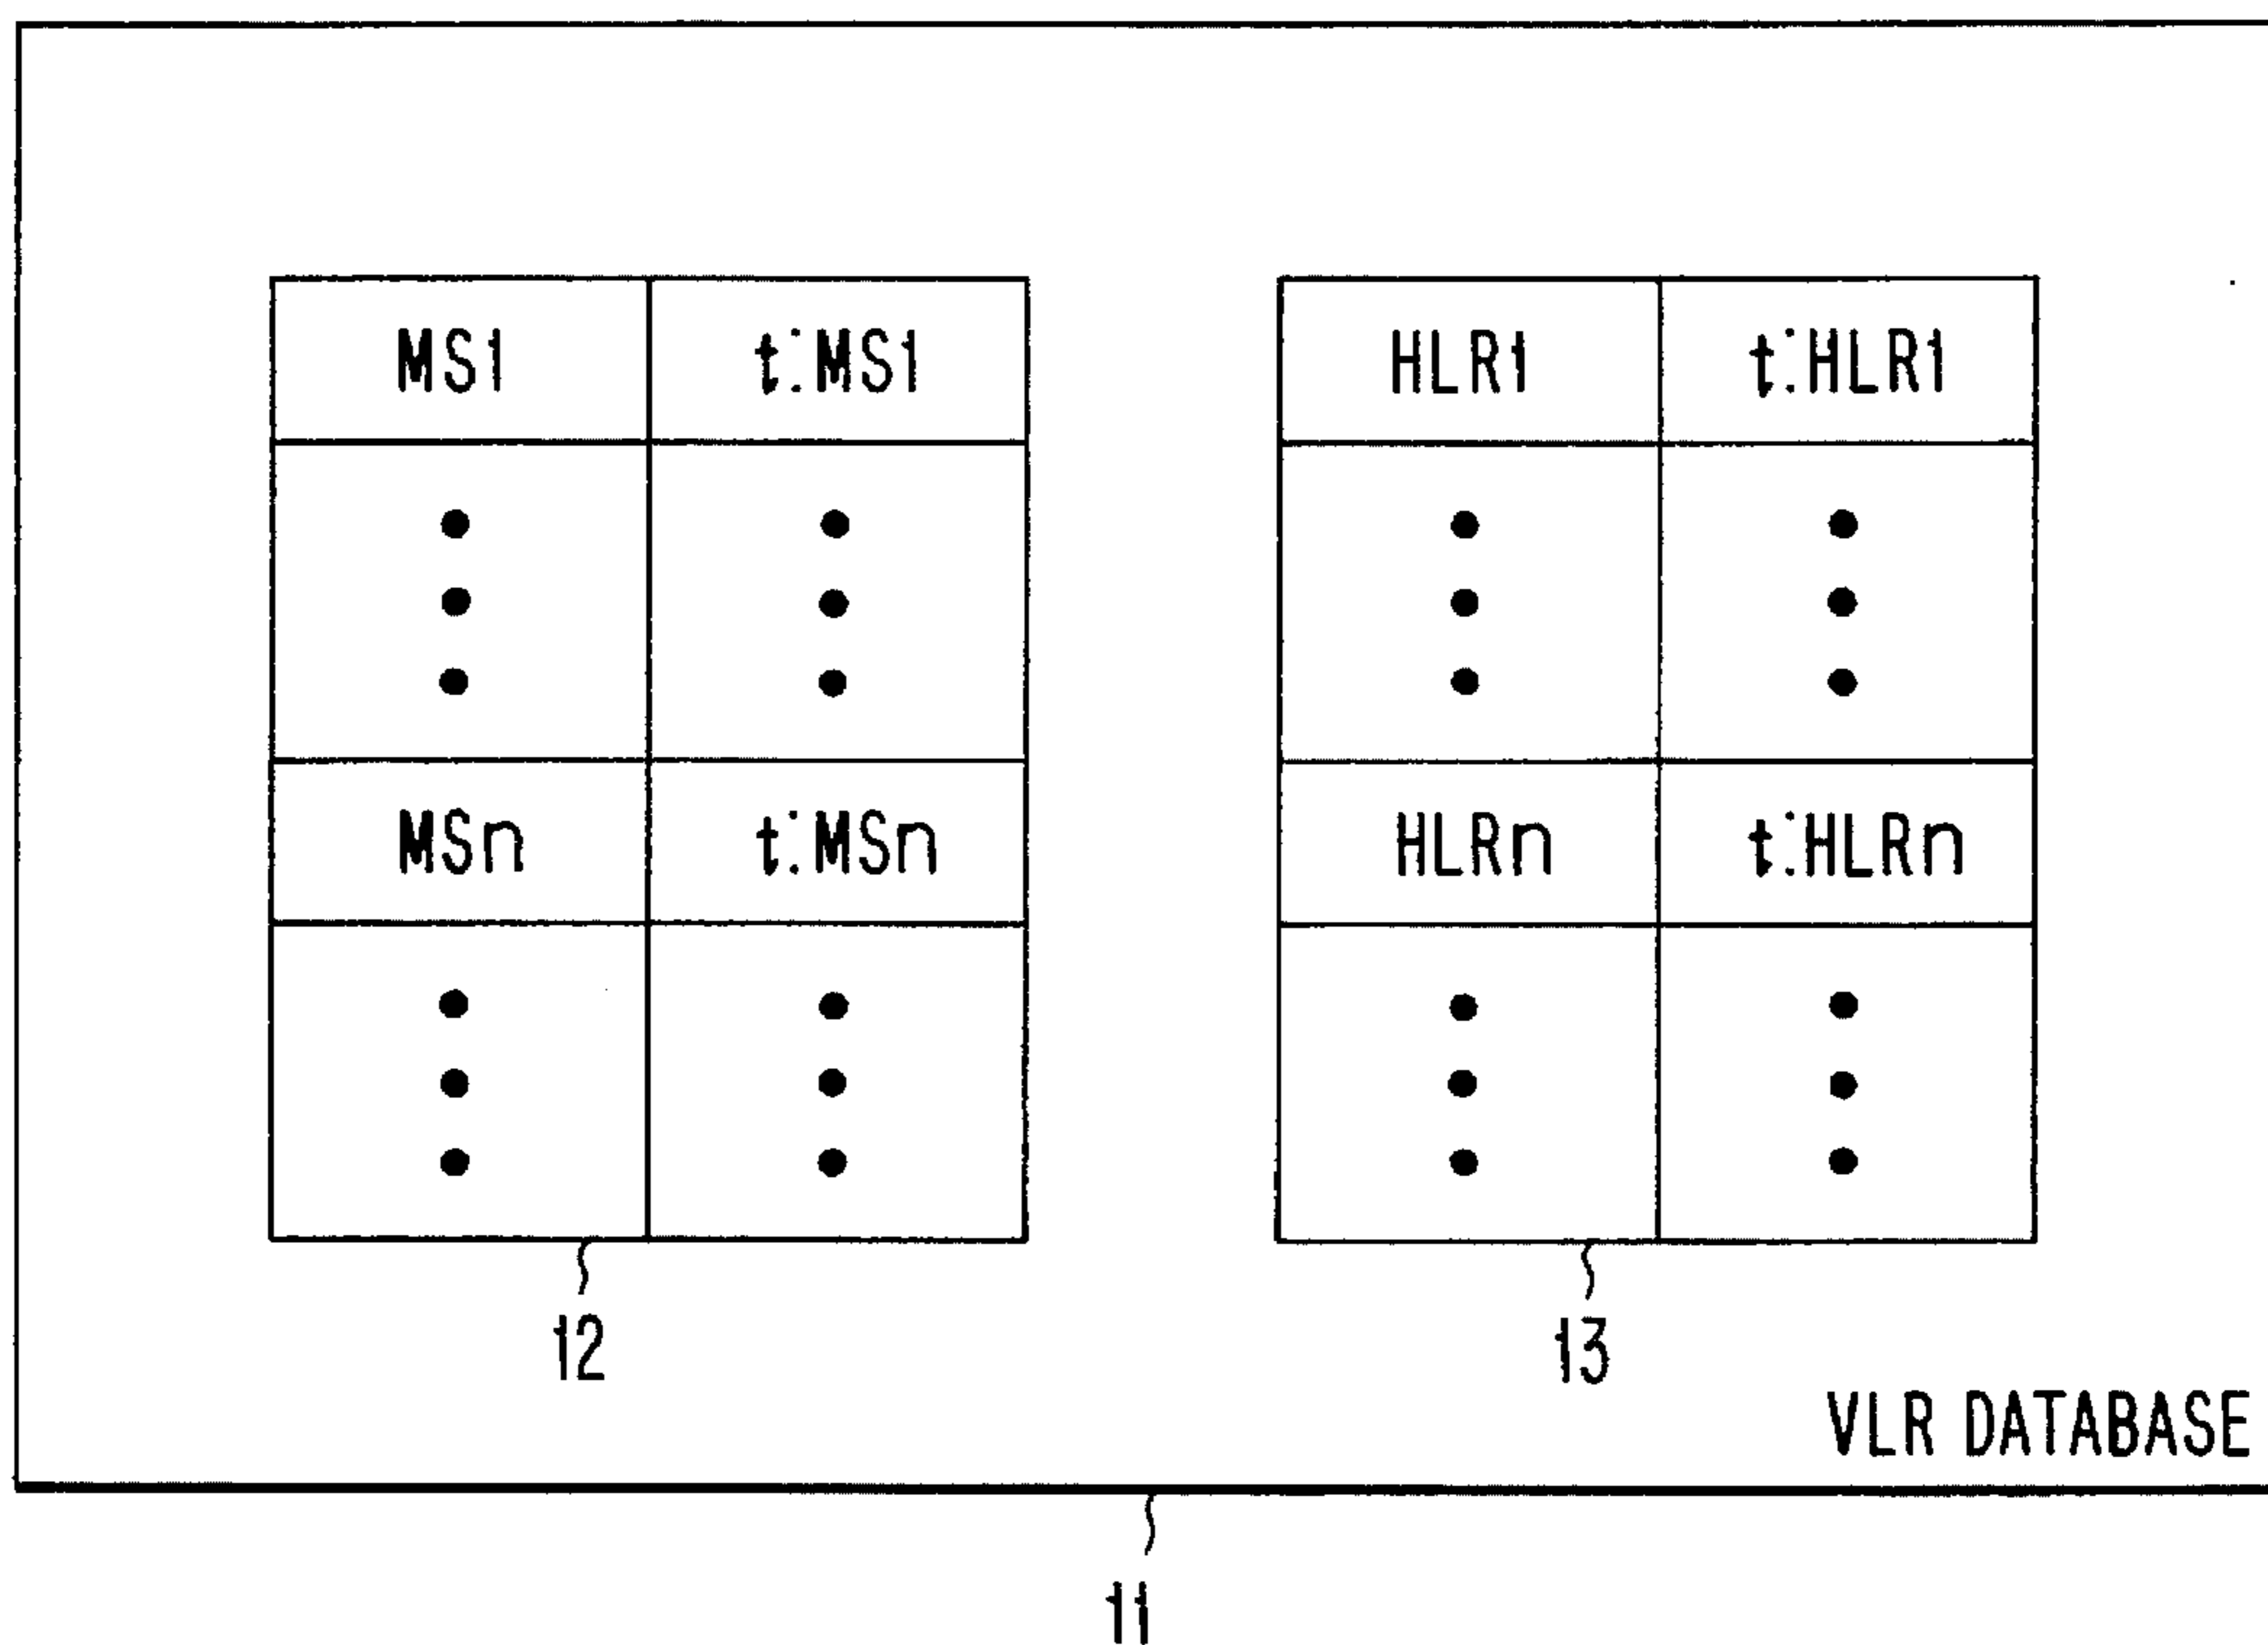 MS1 t:MS1 HLR1 t:HLR1
MSn t:MSn HLRn t:HLRn
12 13
VLR DATABASE
11